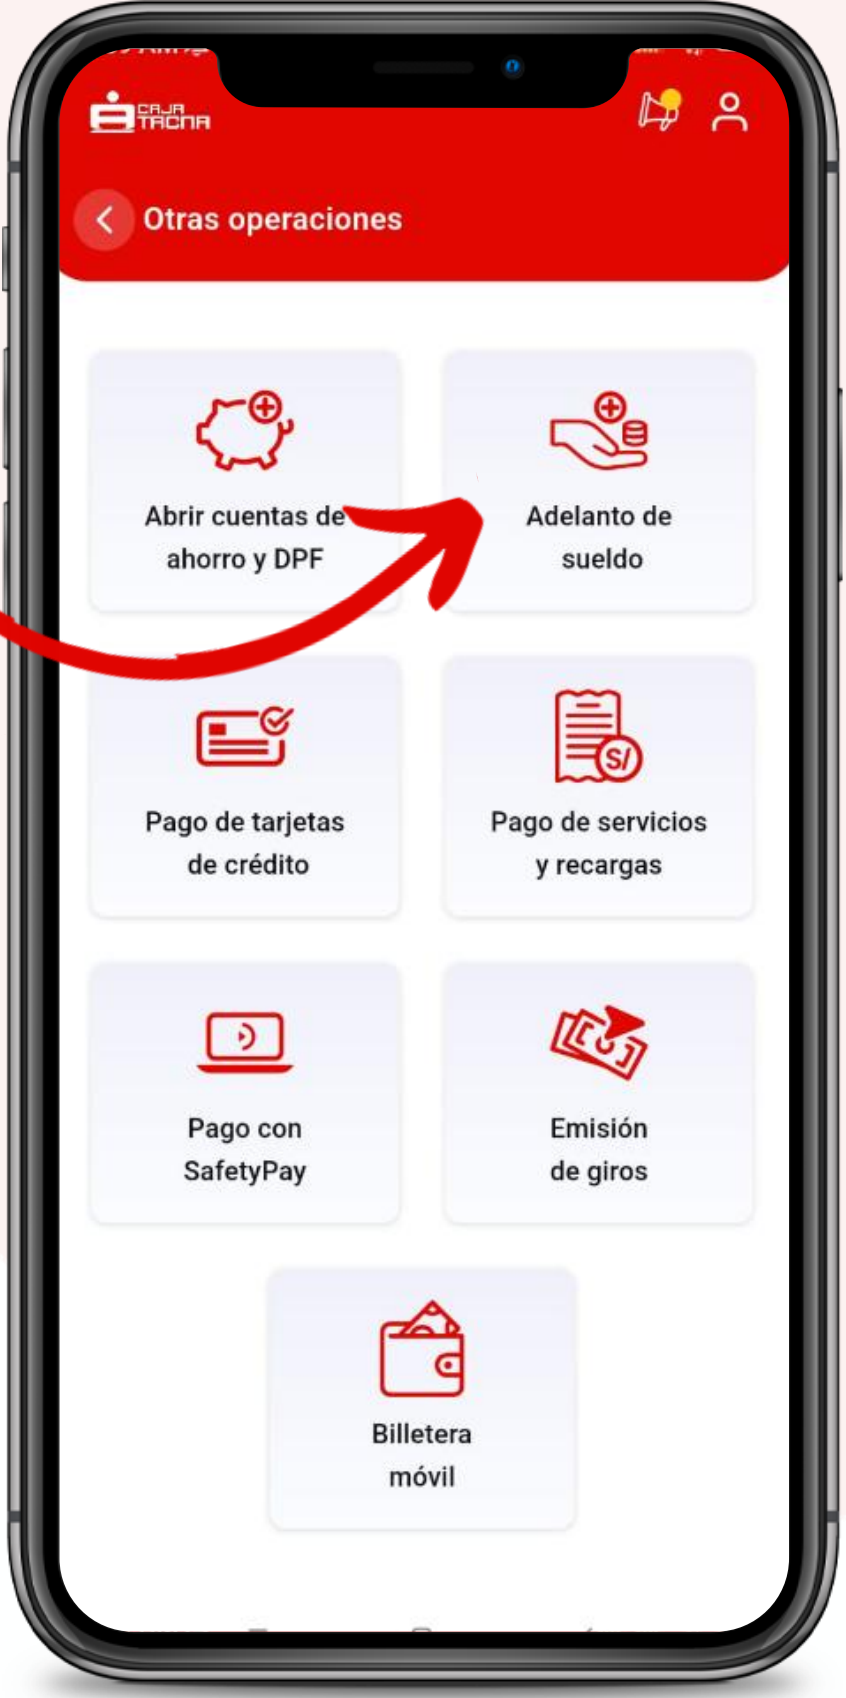 CAJA
TACNA
Otras operaciones
Abrir cuentas de
ahorro y DPF
Adelanto de
sueldo
Pago de tarjetas
de crédito
S/
Pago de servicios
y recargas
Pago con
SafetyPay
Emisión
de giros
Billetera
móvil